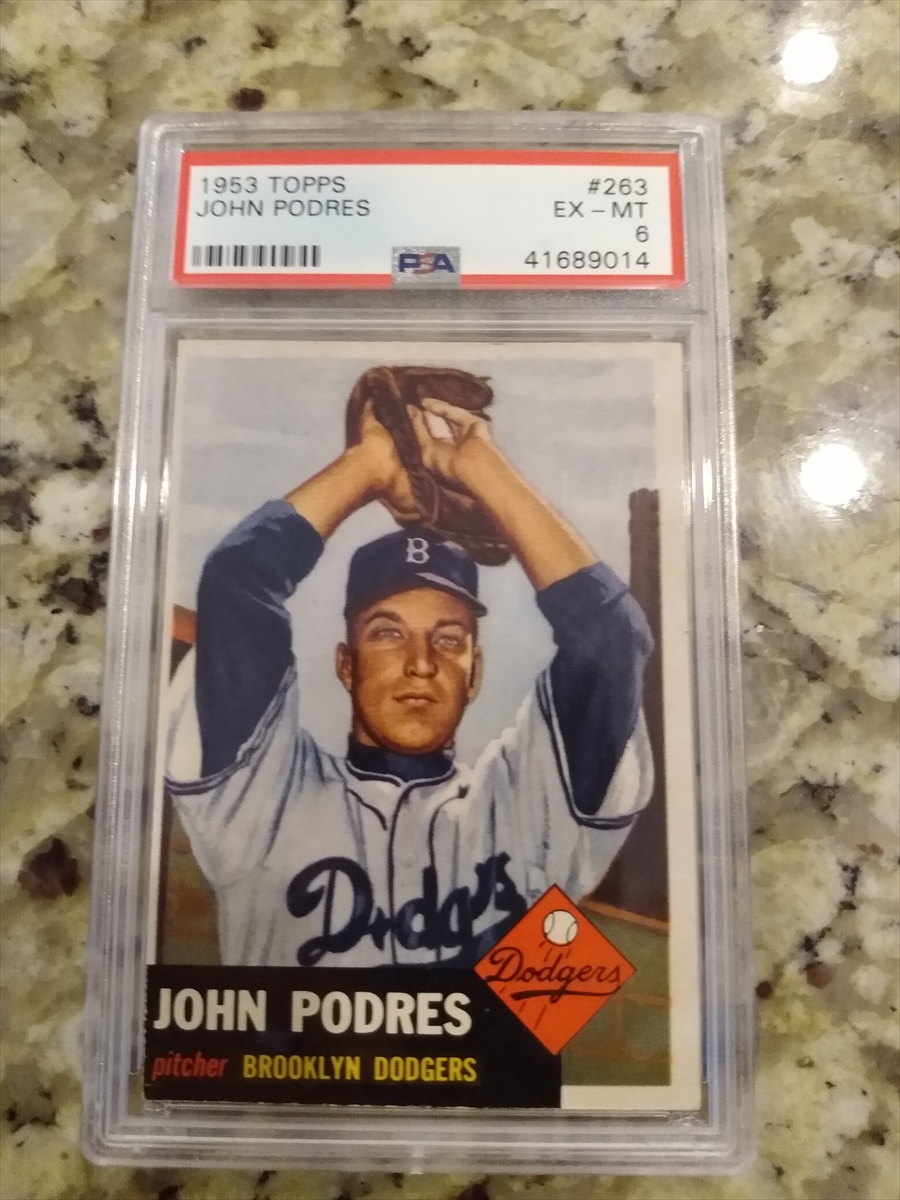 1953 TOPPS #263
JOHN PODRES EX - MT
6
PSA 41689014
B
Dodgers
Dodgers
JOHN PODRES
pitcher BROOKLYN DODGERS